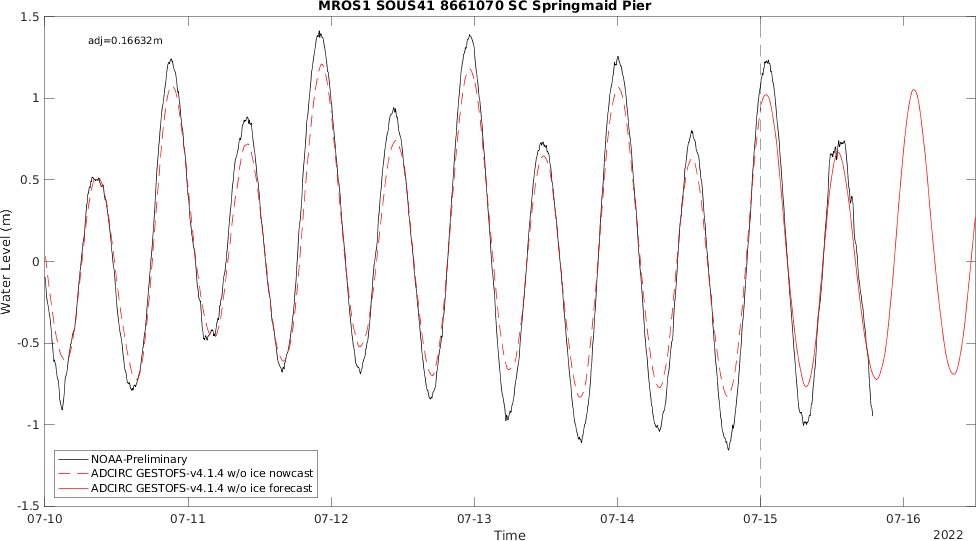 MROS1 SOUS41 8661070 SC Springmaid Pier
adj=0.16632m
1.5
1
0.5
0
-0.5
-1
-1.5
Water Level (m)
NOAA-Preliminary
ADCIRC GESTOFS-v4.1.4 w/o ice nowcast
ADCIRC GESTOFS-v4.1.4 w/o ice forecast
07-10 07-11 07-12 07-13 07-14 07-15 07-16
Time
2022